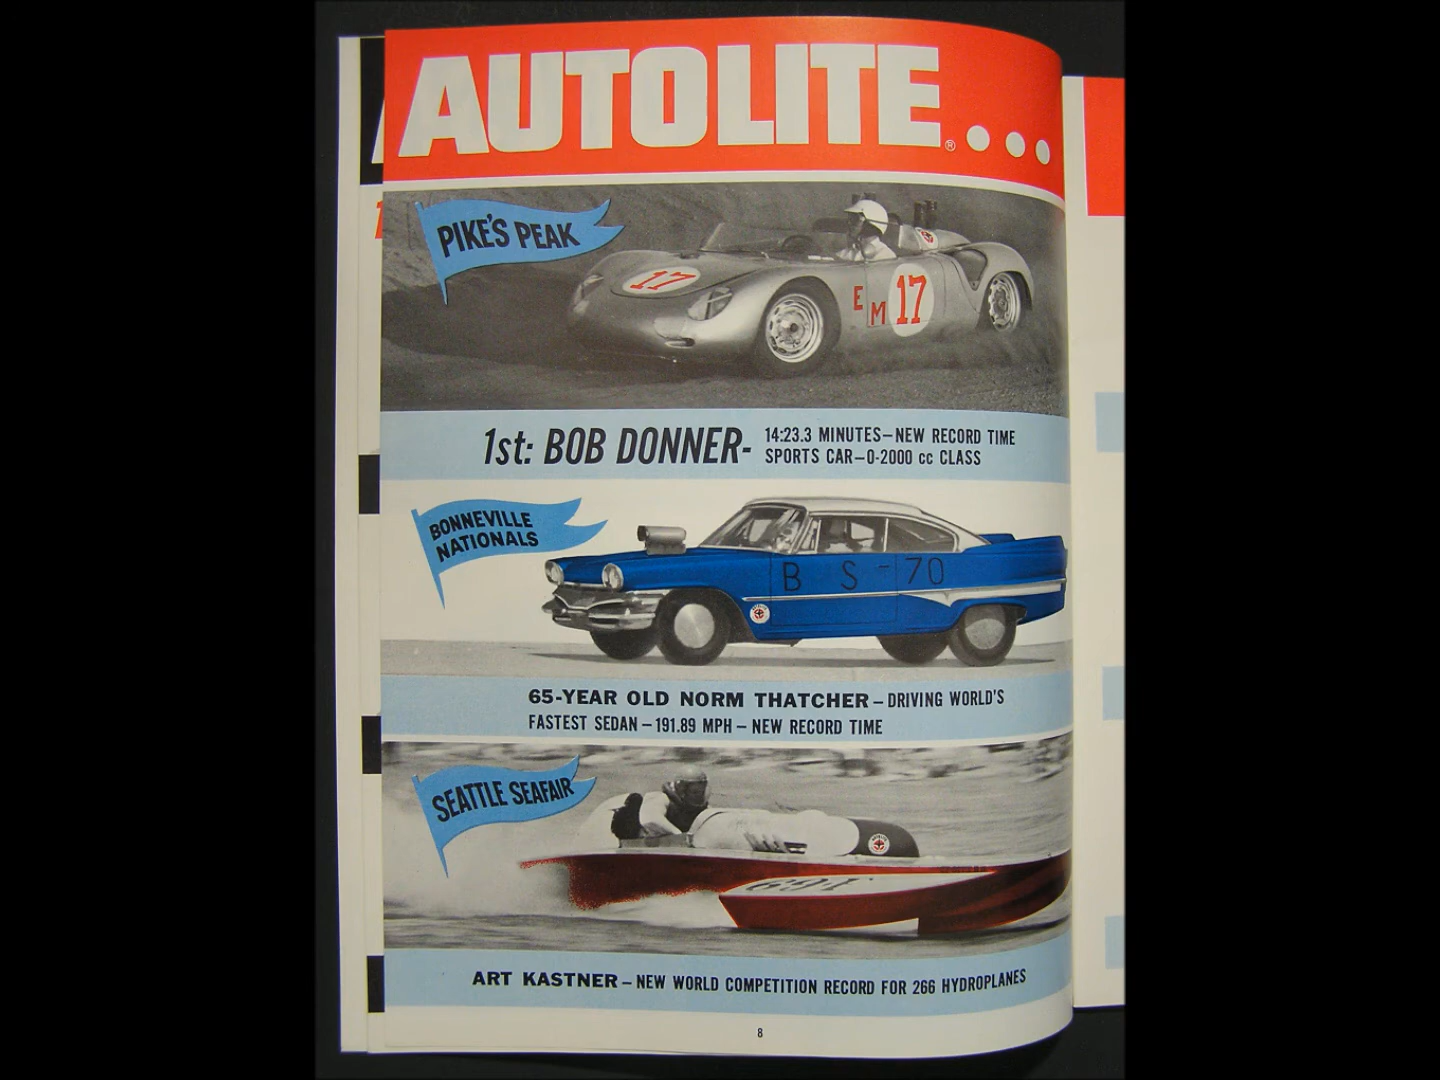 AUTOLITE®...
PIKE'S PEAK
17
E M 17
1st: BOB DONNER-
14:23.3 MINUTES—NEW RECORD TIME
SPORTS CAR—0-2000 cc CLASS
BONNEVILLE
NATIONALS
B S-70
65-YEAR OLD NORM THATCHER — DRIVING WORLD'S
FASTEST SEDAN — 191.89 MPH — NEW RECORD TIME
SEATTLE SEAFAIR
ART KASTNER — NEW WORLD COMPETITION RECORD FOR 266 HYDROPLANES
8